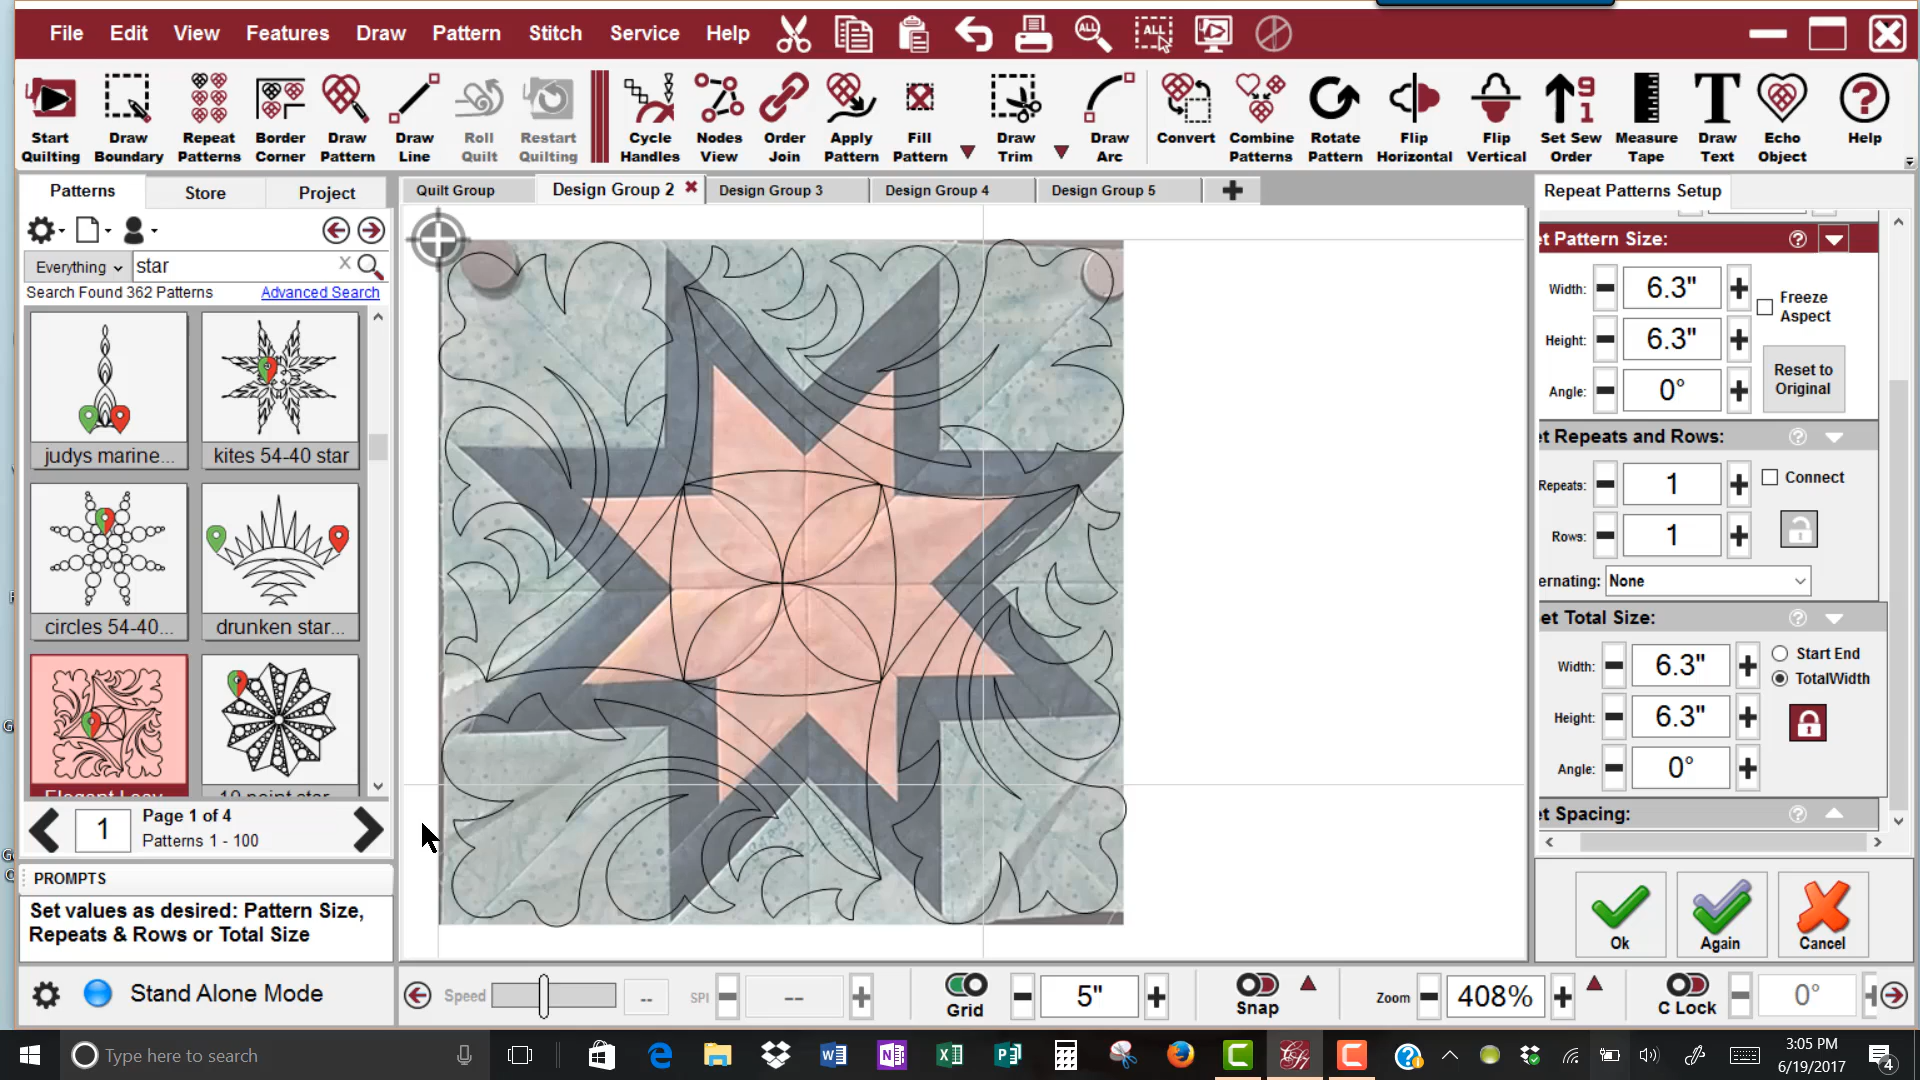 File Edit View Features Draw Pattern Stitch Service Help
ALL
ALL
Start Quilting
Draw Boundary
Repeat Patterns
Border Corner
Draw Pattern
Draw Line
Roll Quilt
Restart Quilting
Cycle Handles
Nodes View
Order Join
Apply Pattern
Fill Pattern
Draw Trim
Draw Arc
Convert
Combine Patterns
Rotate Pattern
Flip Horizontal
Flip Vertical
9
1
Set Sew Order
Measure Tape
Draw Text
Echo Object
Help
Patterns Store Project
Everything star X
Search Found 362 Patterns Advanced Search
judys marine... kites 54-40 star
circles 54-40... drunken star...
Page 1 of 4
1
Patterns 1 - 100
PROMPTS
Set values as desired: Pattern Size,
Repeats & Rows or Total Size
Stand Alone Mode
Quilt Group Design Group 2 Design Group 3 Design Group 4 Design Group 5
Repeat Patterns Setup
et Pattern Size:
Width: 6.3"
Freeze Aspect
Height: 6.3"
Reset to Original
Angle: 0°
et Repeats and Rows:
Repeats: 1 Connect
Rows: 1
ernating: None
et Total Size:
Start End
Width: 6.3"
TotalWidth
Height: 6.3"
Angle: 0°
et Spacing:
Ok Again Cancel
Speed -- SPI -- Grid 5" Snap Zoom 408% C Lock 0°
Type here to search
3:05 PM
6/19/2017
4